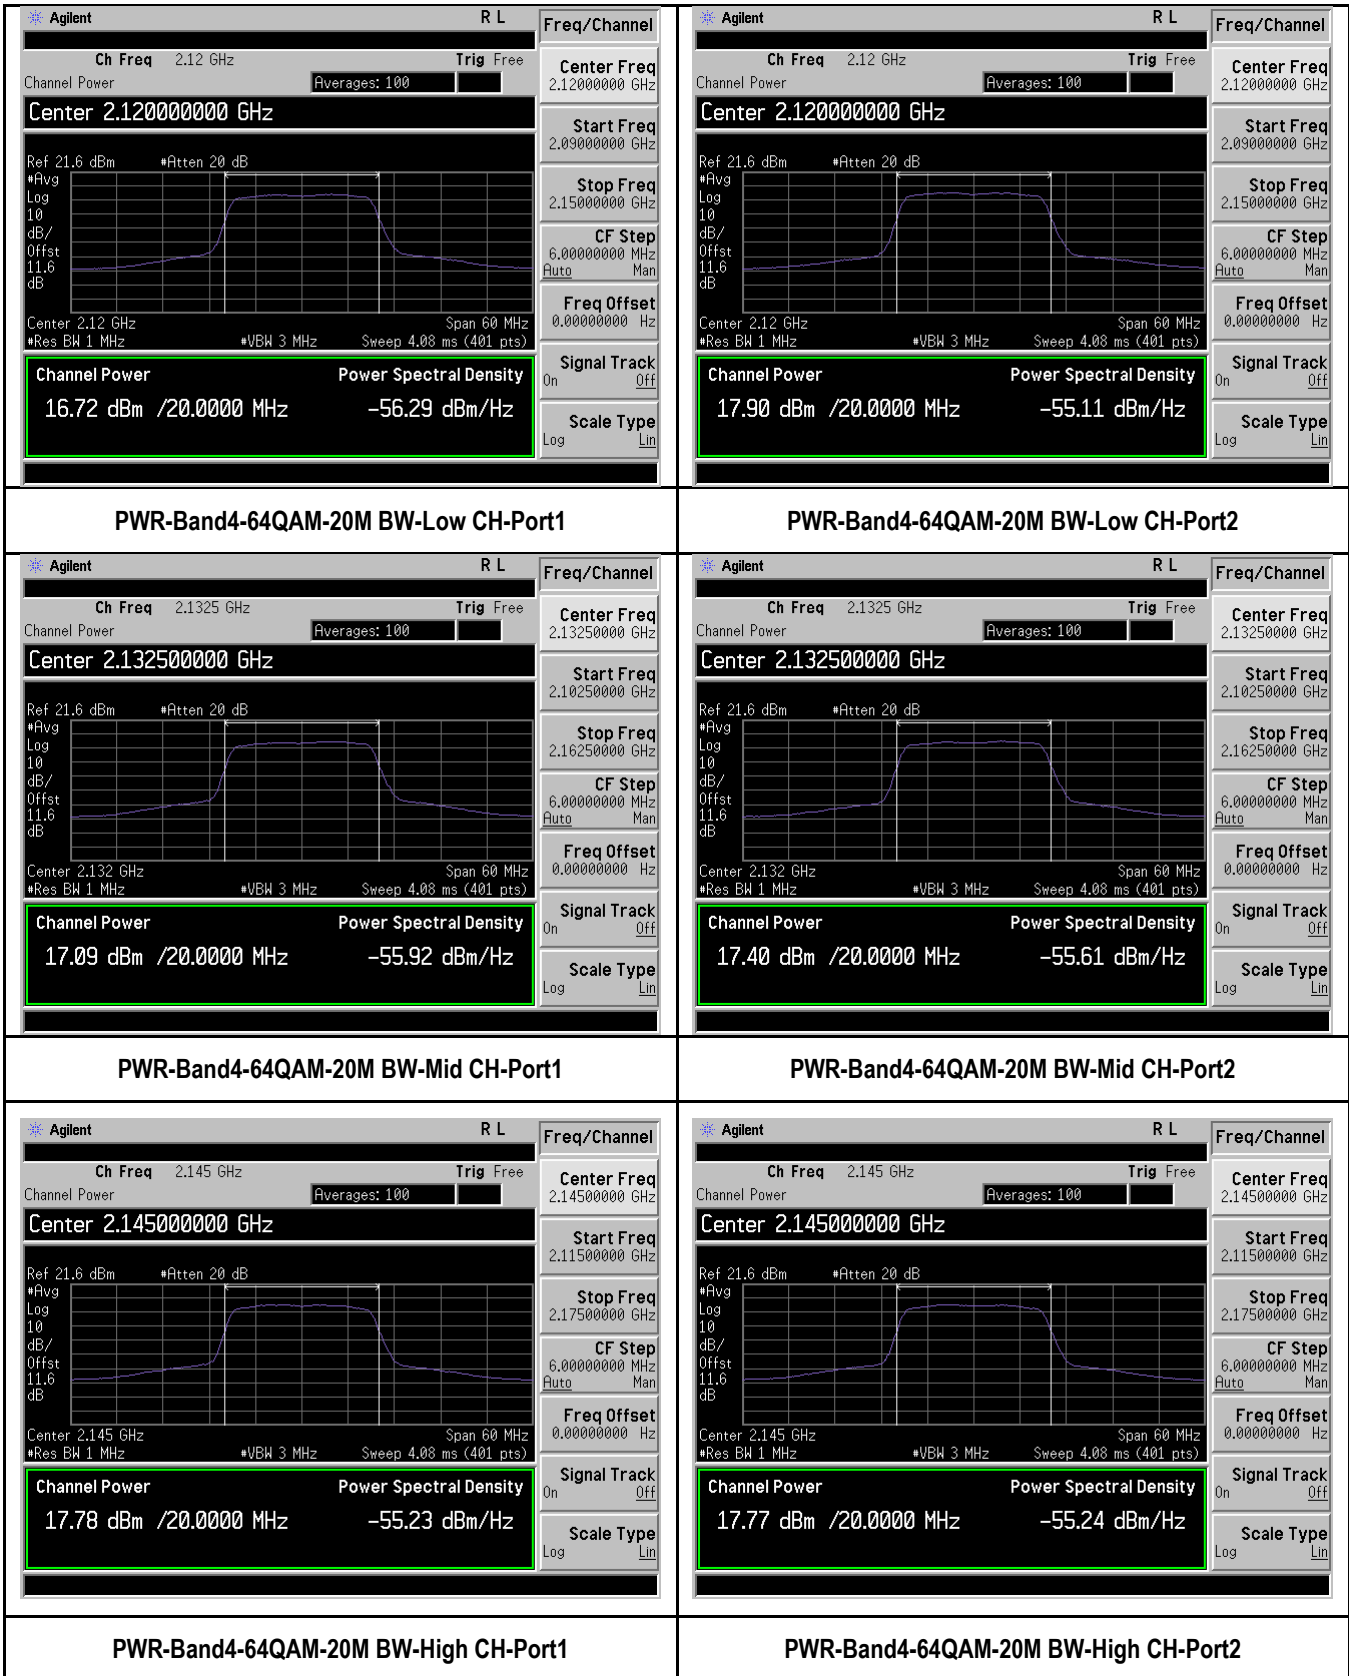 Agilent R L Freq/Channel
Ch Freq 2.12 GHz Trig Free
Channel Power Averages: 100
Center 2.120000000 GHz
Ref 21.6 dBm #Atten 20 dB
#Avg
Log
10
dB/
Offst
11.6
dB
Center 2.12 GHz Span 60 MHz
#Res BW 1 MHz #VBW 3 MHz Sweep 4.08 ms (401 pts)
Channel Power Power Spectral Density
16.72 dBm /20.0000 MHz -56.29 dBm/Hz
Center Freq
2.12000000 GHz
Start Freq
2.09000000 GHz
Stop Freq
2.15000000 GHz
CF Step
6.00000000 MHz
Auto Man
Freq Offset
0.00000000 Hz
Signal Track
On Off
Scale Type
Log Lin
PWR-Band4-64QAM-20M BW-Low CH-Port1
Agilent R L Freq/Channel
Ch Freq 2.12 GHz Trig Free
Channel Power Averages: 100
Center 2.120000000 GHz
Ref 21.6 dBm #Atten 20 dB
#Avg
Log
10
dB/
Offst
11.6
dB
Center 2.12 GHz Span 60 MHz
#Res BW 1 MHz #VBW 3 MHz Sweep 4.08 ms (401 pts)
Channel Power Power Spectral Density
17.90 dBm /20.0000 MHz -55.11 dBm/Hz
Center Freq
2.12000000 GHz
Start Freq
2.09000000 GHz
Stop Freq
2.15000000 GHz
CF Step
6.00000000 MHz
Auto Man
Freq Offset
0.00000000 Hz
Signal Track
On Off
Scale Type
Log Lin
PWR-Band4-64QAM-20M BW-Low CH-Port2
Agilent R L Freq/Channel
Ch Freq 2.1325 GHz Trig Free
Channel Power Averages: 100
Center 2.132500000 GHz
Ref 21.6 dBm #Atten 20 dB
#Avg
Log
10
dB/
Offst
11.6
dB
Center 2.132 GHz Span 60 MHz
#Res BW 1 MHz #VBW 3 MHz Sweep 4.08 ms (401 pts)
Channel Power Power Spectral Density
17.09 dBm /20.0000 MHz -55.92 dBm/Hz
Center Freq
2.13250000 GHz
Start Freq
2.10250000 GHz
Stop Freq
2.16250000 GHz
CF Step
6.00000000 MHz
Auto Man
Freq Offset
0.00000000 Hz
Signal Track
On Off
Scale Type
Log Lin
PWR-Band4-64QAM-20M BW-Mid CH-Port1
Agilent R L Freq/Channel
Ch Freq 2.1325 GHz Trig Free
Channel Power Averages: 100
Center 2.132500000 GHz
Ref 21.6 dBm #Atten 20 dB
#Avg
Log
10
dB/
Offst
11.6
dB
Center 2.132 GHz Span 60 MHz
#Res BW 1 MHz #VBW 3 MHz Sweep 4.08 ms (401 pts)
Channel Power Power Spectral Density
17.40 dBm /20.0000 MHz -55.61 dBm/Hz
Center Freq
2.13250000 GHz
Start Freq
2.10250000 GHz
Stop Freq
2.16250000 GHz
CF Step
6.00000000 MHz
Auto Man
Freq Offset
0.00000000 Hz
Signal Track
On Off
Scale Type
Log Lin
PWR-Band4-64QAM-20M BW-Mid CH-Port2
Agilent R L Freq/Channel
Ch Freq 2.145 GHz Trig Free
Channel Power Averages: 100
Center 2.145000000 GHz
Ref 21.6 dBm #Atten 20 dB
#Avg
Log
10
dB/
Offst
11.6
dB
Center 2.145 GHz Span 60 MHz
#Res BW 1 MHz #VBW 3 MHz Sweep 4.08 ms (401 pts)
Channel Power Power Spectral Density
17.78 dBm /20.0000 MHz -55.23 dBm/Hz
Center Freq
2.14500000 GHz
Start Freq
2.11500000 GHz
Stop Freq
2.17500000 GHz
CF Step
6.00000000 MHz
Auto Man
Freq Offset
0.00000000 Hz
Signal Track
On Off
Scale Type
Log Lin
PWR-Band4-64QAM-20M BW-High CH-Port1
Agilent R L Freq/Channel
Ch Freq 2.145 GHz Trig Free
Channel Power Averages: 100
Center 2.145000000 GHz
Ref 21.6 dBm #Atten 20 dB
#Avg
Log
10
dB/
Offst
11.6
dB
Center 2.145 GHz Span 60 MHz
#Res BW 1 MHz #VBW 3 MHz Sweep 4.08 ms (401 pts)
Channel Power Power Spectral Density
17.77 dBm /20.0000 MHz -55.24 dBm/Hz
Center Freq
2.14500000 GHz
Start Freq
2.11500000 GHz
Stop Freq
2.17500000 GHz
CF Step
6.00000000 MHz
Auto Man
Freq Offset
0.00000000 Hz
Signal Track
On Off
Scale Type
Log Lin
PWR-Band4-64QAM-20M BW-High CH-Port2